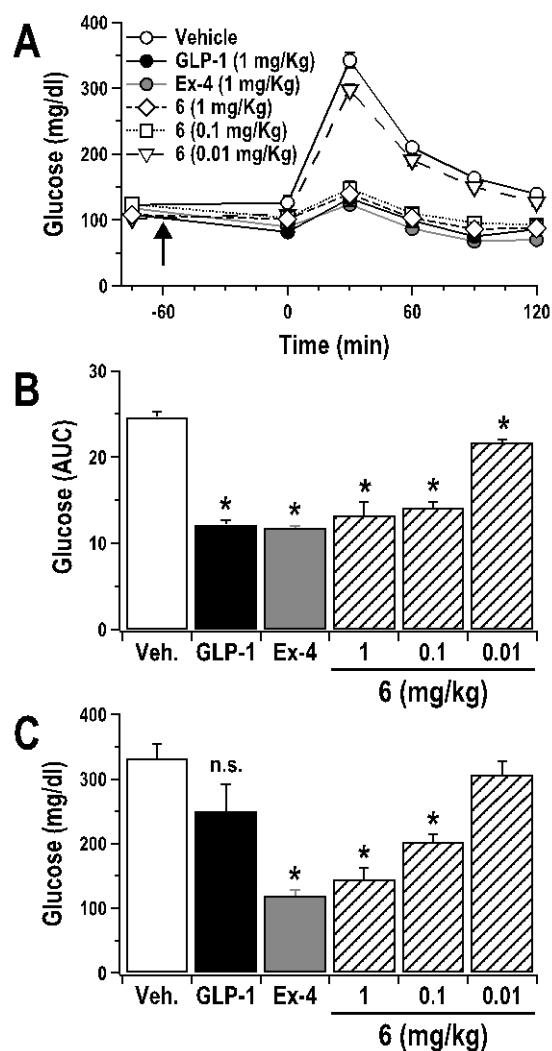 A
Vehicle
GLP-1 (1 mg/Kg)
Ex-4 (1 mg/Kg)
6 (1 mg/Kg)
6 (0.1 mg/Kg)
6 (0.01 mg/Kg)
Glucose (mg/dl)
400
300
200
100
0
-60 0 60 120
Time (min)
B
Glucose (AUC)
30
20
10
0
* * * * *
Veh. GLP-1 Ex-4 1 0.1 0.01
6 (mg/kg)
C
Glucose (mg/dl)
400
300
200
100
0
n.s.
* * *
Veh. GLP-1 Ex-4 1 0.1 0.01
6 (mg/kg)